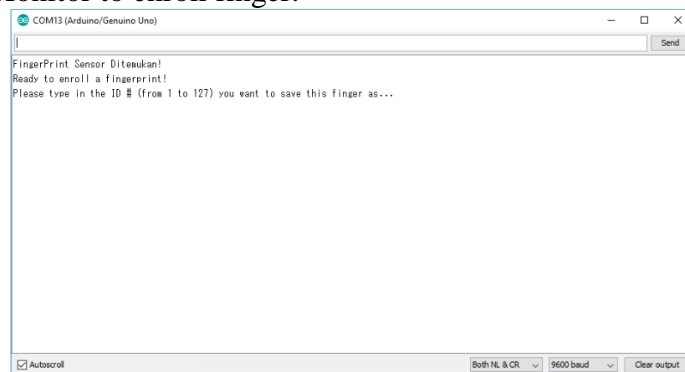 Monitor to enroll finger.
COM13 (Arduino/Genuino Uno)
Send
FingerPrint Sensor Ditemukan!
Ready to enroll a fingerprint!
Please type in the ID # (from 1 to 127) you want to save this finger as...
Autoscroll
Both NL & CR
9600 baud
Clear output